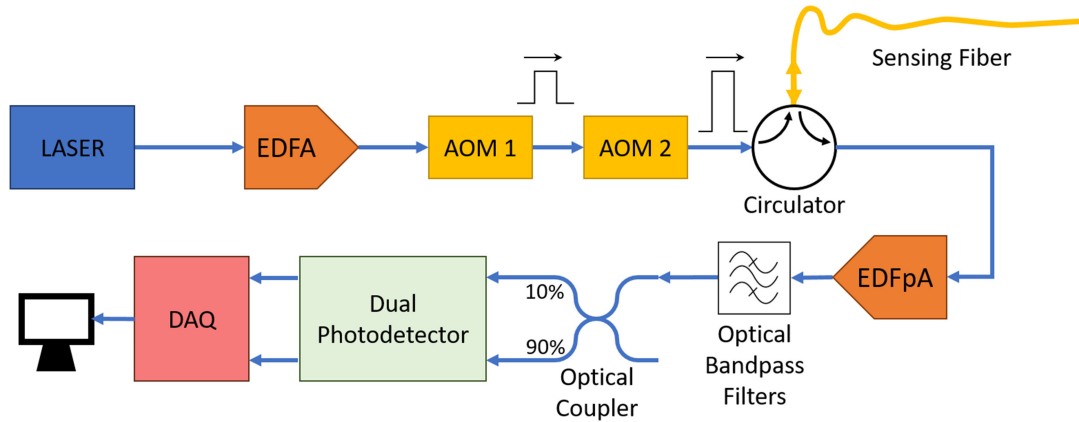 Sensing Fiber
LASER
EDFA
AOM 1
AOM 2
Circulator
DAQ
Dual
Photodetector
10%
90%
Optical
Coupler
Optical
Bandpass
Filters
EDFpA